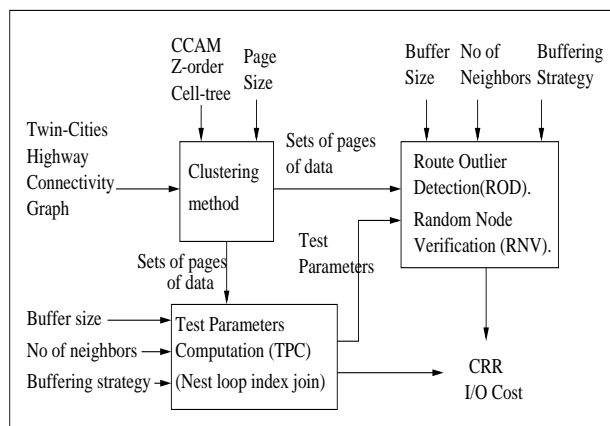 CCAM
Z-order
Cell-tree
Page
Size
Buffer
Size
No of
Neighbors
Buffering
Strategy
Twin-Cities
Highway
Connectivity
Graph
Clustering
method
Sets of pages
of data
Route Outlier
Detection(ROD).
Random Node
Verification (RNV).
Test
Parameters
Sets of pages
of data
Buffer size
No of neighbors
Buffering strategy
Test Parameters
Computation (TPC)
(Nest loop index join)
CRR
I/O Cost